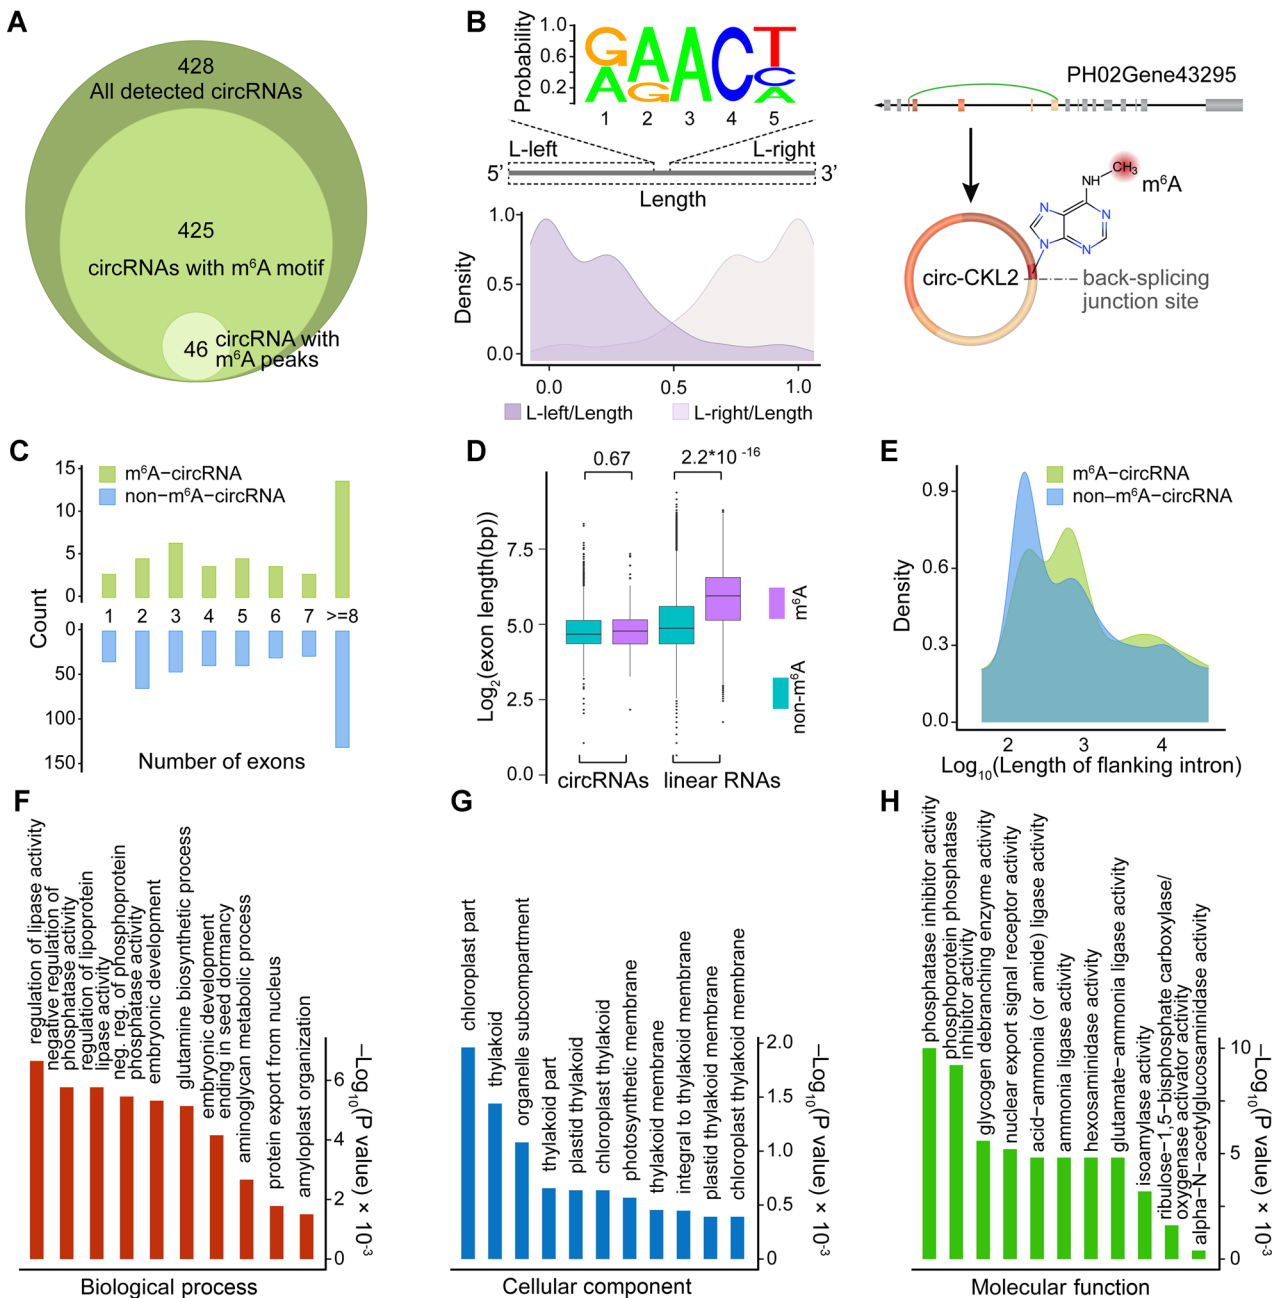 A
428
All detected circRNAs
425
circRNAs with m⁶A motif
46
circRNA with
m⁶A peaks
B
Probability
1.0
0.6
0.2
G
A
A
G
A
C
T
C
A
1 2 3 4 5
L-left
L-right
5’
3’
Length
Density
1.0
0.5
0.0
0.0 0.5 1.0
L-left/Length
L-right/Length
PH02Gene43295
CH₃
NH
m⁶A
N
N
N
N
circ-CKL2
back-splicing
junction site
C
m⁶A−circRNA
non−m⁶A−circRNA
Count
15
10
5
0
1 2 3 4 5 6 7 >=8
0
50
100
150
Number of exons
D
0.67
2.2*10 -16
Log₂(exon length(bp))
7.5
5.0
2.5
0.0
circRNAs
linear RNAs
m⁶A
non-m⁶A
E
m⁶A−circRNA
non−m⁶A−circRNA
Density
0.9
0.6
0.3
0.0
2 3 4
Log₁₀(Length of flanking intron)
F
regulation of lipase activity
negative regulation of
phosphatase activity
regulation of lipoprotein
lipase activity
neg. reg. of phosphoprotein
phosphatase activity
embryonic development
glutamine biosynthetic process
embryonic development
ending in seed dormancy
aminoglycan metabolic process
protein export from nucleus
amyloplast organization
6
4
2
0
−Log₁₀(P value) × 10⁻³
Biological process
G
chloroplast part
thylakoid
organelle subcompartment
thylakoid part
plastid thylakoid
chloroplast thylakoid
photosynthetic membrane
thylakoid membrane
integral to thylakoid membrane
plastid thylakoid membrane
chloroplast thylakoid membrane
2.0
1.5
1.0
0.5
0
−Log₁₀(P value) × 10⁻³
Cellular component
H
phosphatase inhibitor activity
phosphoprotein phosphatase
inhibitor activity
glycogen debranching enzyme activity
nuclear export signal receptor activity
acid−ammonia (or amide) ligase activity
ammonia ligase activity
hexosaminidase activity
glutamate−ammonia ligase activity
isoamylase activity
ribulose−1,5−bisphosphate carboxylase/
oxygenase activator activity
alpha−N−acetylglucosaminidase activity
10
5
0
−Log₁₀(P value) × 10⁻³
Molecular function